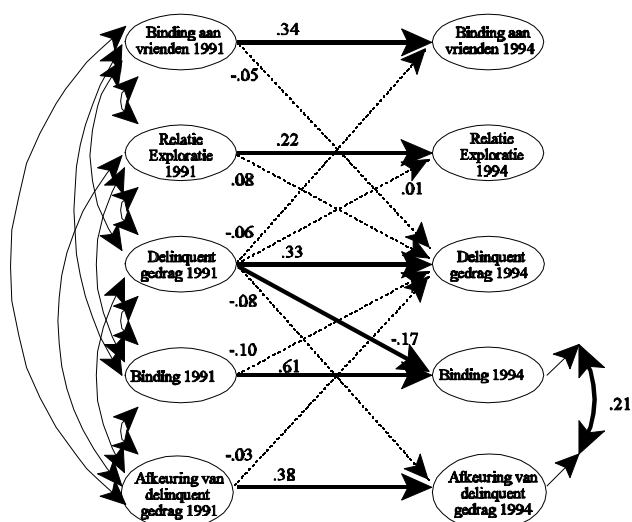 Binding aan
vrienden 1991
.34
Binding aan
vrienden 1994
-.05
Relatie
Exploratie
1991
.22
.08
.01
Relatie
Exploratie
1994
Delinquent
gedrag 1991
-.06
.33
-.08
Delinquent
gedrag 1994
-.17
Binding 1991
-.10
.61
Binding 1994
.21
-.03
Afkeuring van
delinquent
gedrag 1991
.38
Afkeuring van
delinquent
gedrag 1994